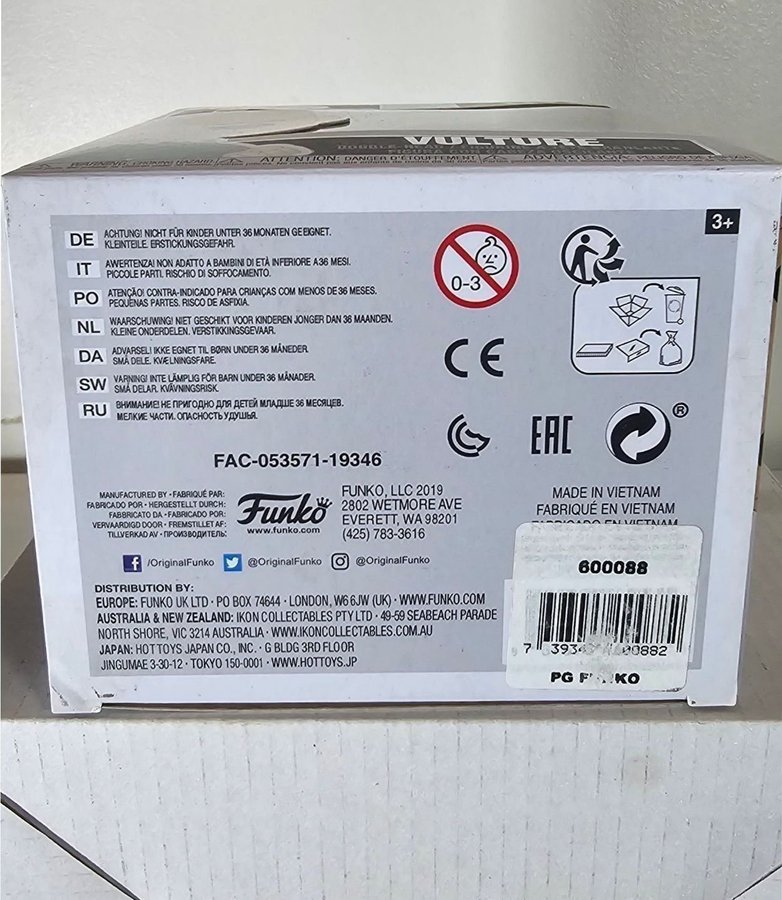 VULTURE
ATTENTION: DANGER D'ÉTOUFFEMENT
3+
DE ACHTUNG! NICHT FÜR KINDER UNTER 36 MONATEN GEEIGNET.
KLEINTEILE. ERSTICKUNGSGEFAHR.
IT AWERTENZA! NON ADATTO A BAMBINI DI ETÀ INFERIORE A 36 MESI.
PICCOLE PARTI. RISCHIO DI SOFFOCAMENTO.
PO ATENÇÃO! CONTRA-INDICADO PARA CRIANÇAS COM MENOS DE 36 MESES.
PEQUENAS PARTES. RISCO DE ASFIXIA.
NL WAARSCHUWING! NIET GESCHIKT VOOR KINDEREN JONGER DAN 36 MAANDEN.
KLEINE ONDERDELEN. VERSTIKKINGSGEVAAR.
DA ADVARSEL! IKKE EGNET TIL BØRN UNDER 36 MÅNEDER.
SMÅ DELE. KVÆLNINGSFARE.
SW VARNING! INTE LÄMPLIG FÖR BARN UNDER 36 MÅNADER.
SMÅ DELAR. KVÄVNINGSRISK.
RU ВНИМАНИЕ! НЕ ПРИГОДНО ДЛЯ ДЕТЕЙ МЛАДШЕ 36 МЕСЯЦЕВ.
МЕЛКИЕ ЧАСТИ. ОПАСНОСТЬ УДУШЬЯ.
0-3
CE
EAC
®
FAC-053571-19346
MANUFACTURED BY • FABRIQUÉ PAR:
FABRICADO POR • HERGESTELLT DURCH:
FABBRICATO DA • FABRICADO POR:
VERVAARDIGD DOOR • FREMSTILLET AF:
TILLVERKAD AV • ПРОИЗВОДИТЕЛЬ:
Funko
www.funko.com
FUNKO, LLC 2019
2802 WETMORE AVE
EVERETT, WA 98201
(425) 783-3616
MADE IN VIETNAM
FABRIQUÉ EN VIETNAM
FABRICADO EN VIETNAM
/OriginalFunko @OriginalFunko @OriginalFunko
DISTRIBUTION BY:
EUROPE: FUNKO UK LTD • PO BOX 74644 • LONDON, W6 6JW (UK) • WWW.FUNKO.COM
AUSTRALIA & NEW ZEALAND: IKON COLLECTABLES PTY LTD • 49-59 SEABEACH PARADE
NORTH SHORE, VIC 3214 AUSTRALIA • WWW.IKONCOLLECTABLES.COM.AU
JAPAN: HOTTOYS JAPAN CO., INC. • G BLDG 3RD FLOOR
JINGUMAE 3-30-12 • TOKYO 150-0001 • WWW.HOTTOYS.JP
600088
PG FUNKO